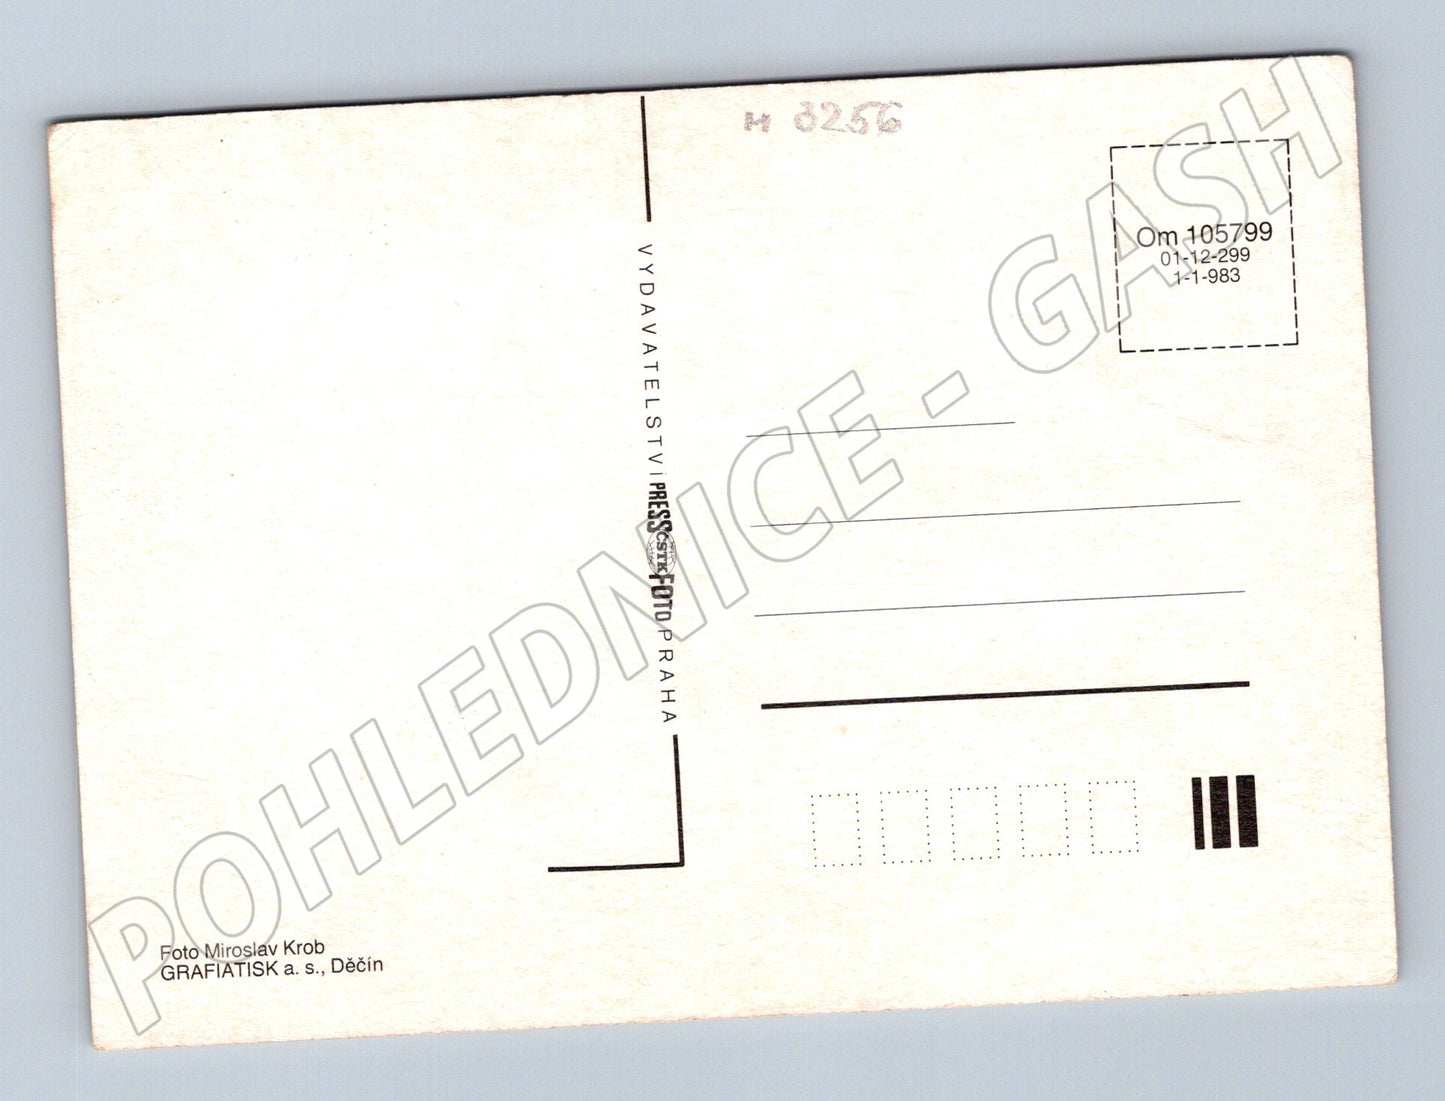 H 0256
Om 105799
01-12-299
1-1-983
VYDAVATELSTVÍ PRESS ČSTK FOTO PRAHA
Foto Miroslav Krob
GRAFIATISK a. s., Děčín
POHLEDNICE - GASH